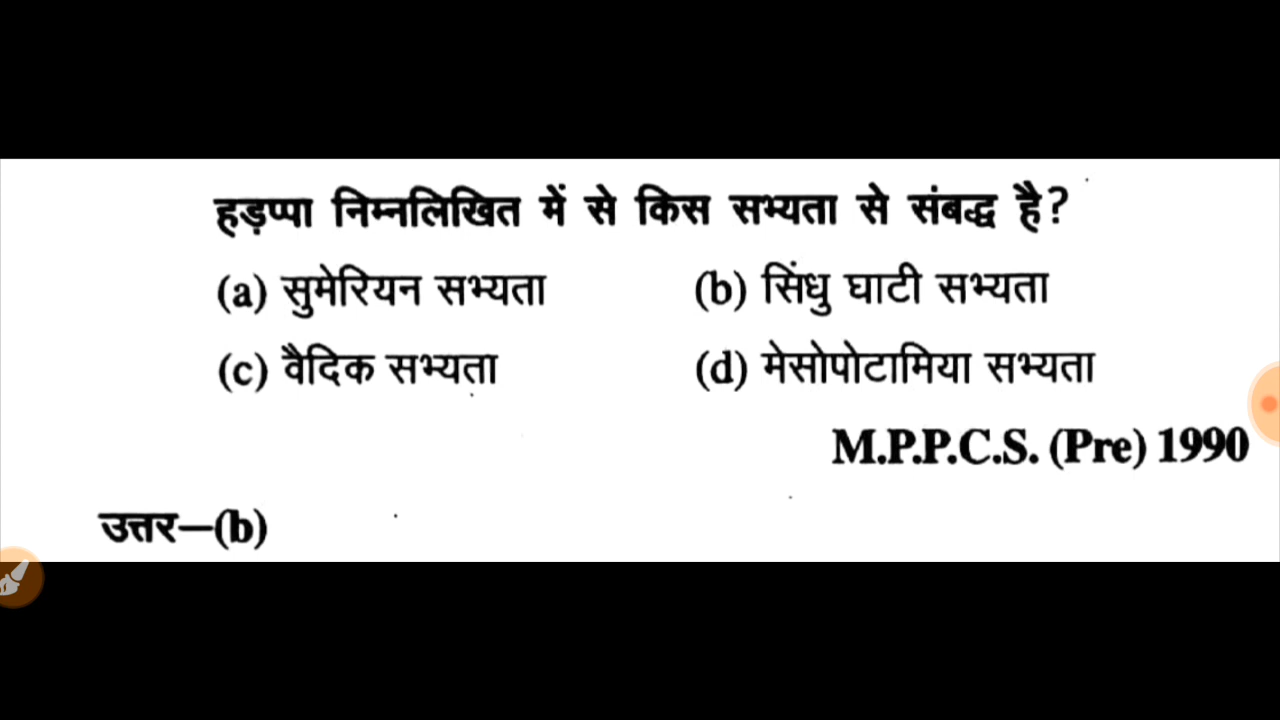 हड़प्पा निम्नलिखित में से किस सभ्यता से संबद्ध है?
(a) सुमेरियन सभ्यता (b) सिंधु घाटी सभ्यता
(c) वैदिक सभ्यता (d) मेसोपोटामिया सभ्यता
M.P.P.C.S. (Pre) 1990
उत्तर—(b)